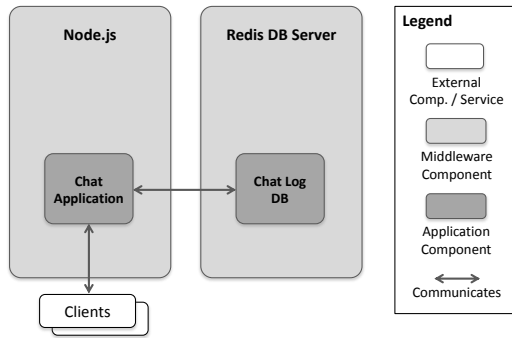 Node.js
Redis DB Server
Chat
Application
Chat Log
DB
Clients
Legend
External
Comp. / Service
Middleware
Component
Application
Component
Communicates